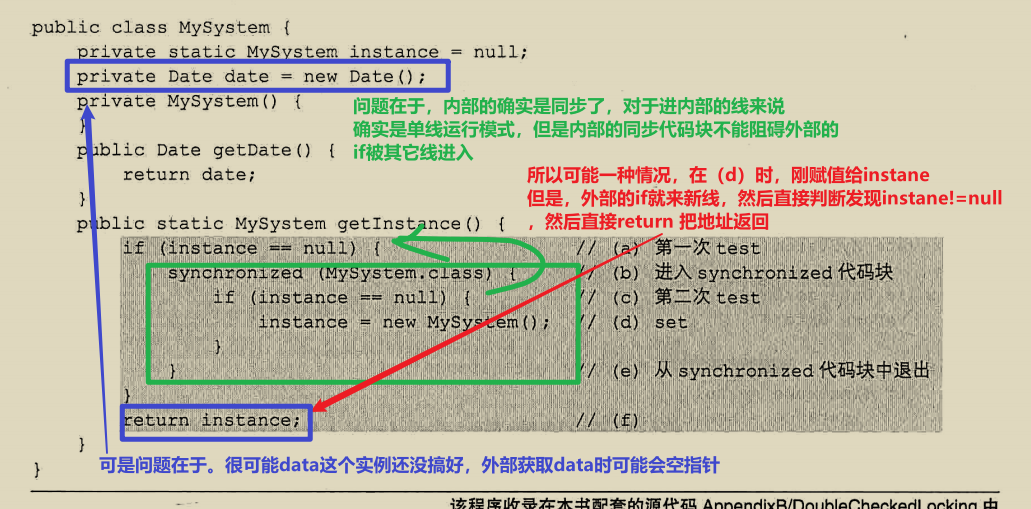 public class MySystem {
private static MySystem instance = null;
private Date date = new Date();
private MySystem() {
}
问题在于，内部的确实是同步了，对于进内部的线来说
确实是单线运行模式，但是内部的同步代码块不能阻碍外部的
if被其它线进入
public Date getDate() {
return date;
}
所以可能一种情况，在（d）时，刚赋值给instane
但是，外部的if就来新线，然后直接判断发现instane!=null
，然后直接return 把地址返回
public static MySystem getInstance() {
if (instance == null) { // (a) 第一次 test
synchronized (MySystem.class) { // (b) 进入 synchronized 代码块
if (instance == null) { // (c) 第二次 test
instance = new MySystem(); // (d) set
}
} // (e) 从 synchronized 代码块中退出
}
return instance; // (f)
}
可是问题在于。很可能data这个实例还没搞好，外部获取data时可能会空指针
}
该程序收录在本书配套的源代码 AppendixB/DoubleCheckedLocking 中